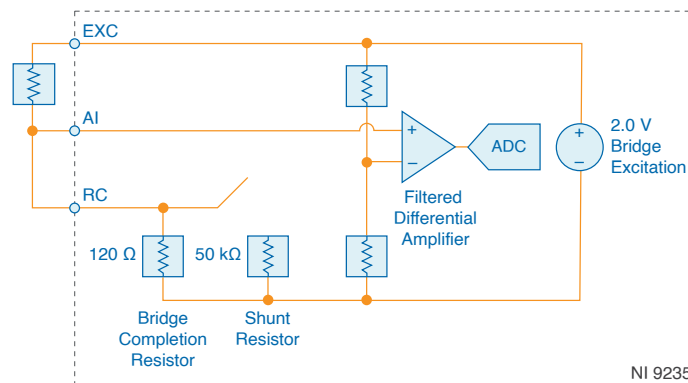 EXC
AI
RC
+
−
ADC
+
−
2.0 V
Bridge
Excitation
Filtered
Differential
Amplifier
120 Ω
50 kΩ
Bridge
Completion
Resistor
Shunt
Resistor
NI 9235